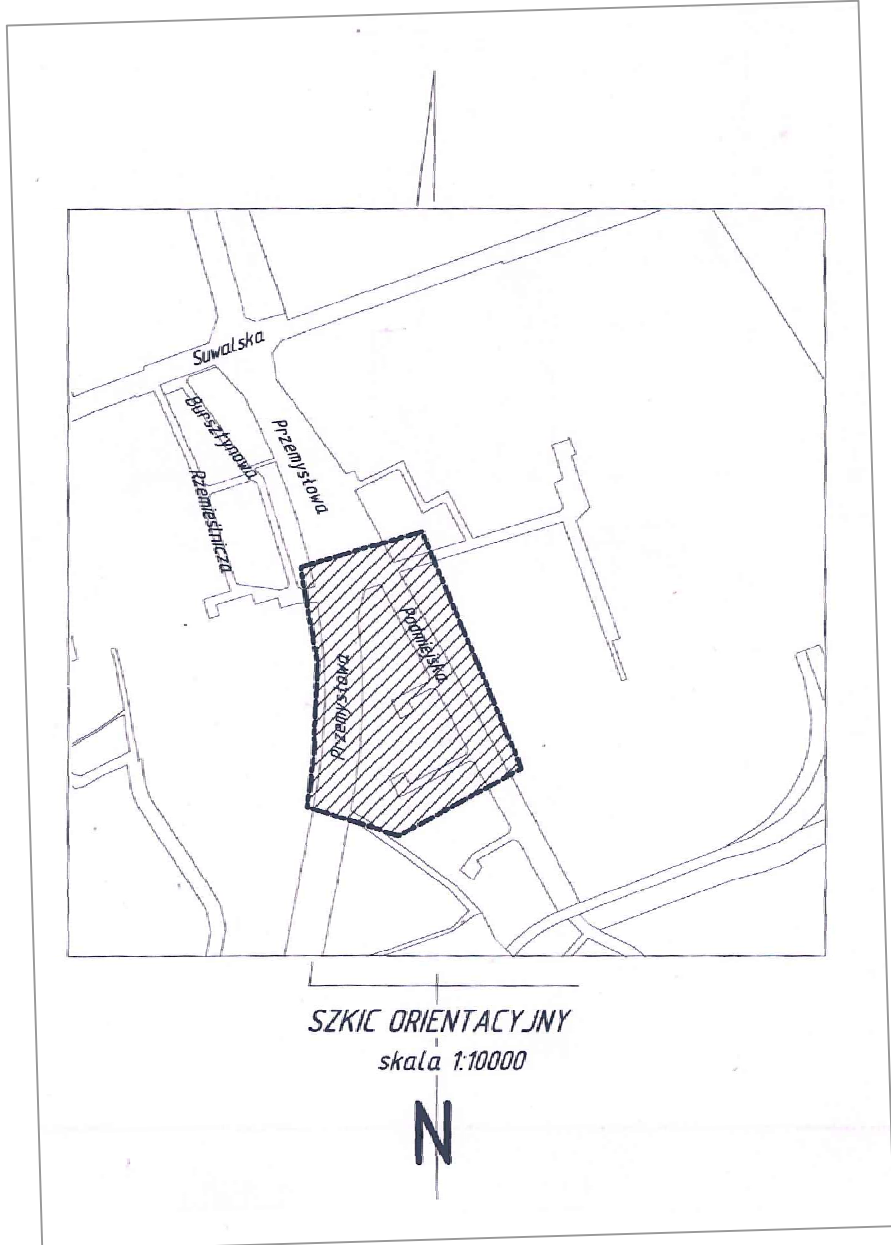 Suwalska
Bursztynowa
Przemysłowa
Rzemieślnicza
Podmiejska
Przemysłowa
SZKIC ORIENTACYJNY
skala 1:10000
N